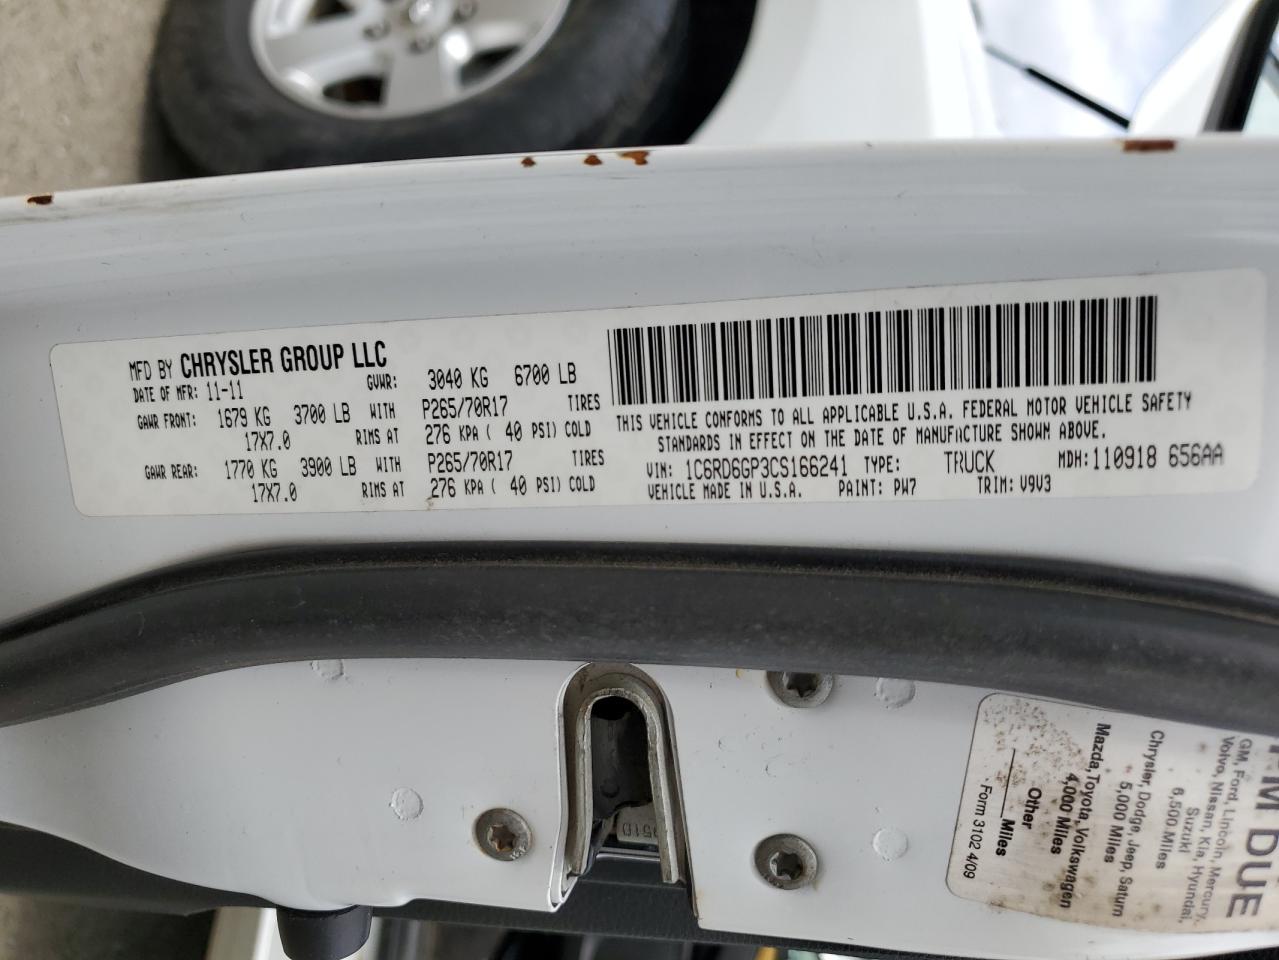 MFD BY CHRYSLER GROUP LLC
DATE OF MFR: 11-11 GVWR: 3040 KG 6700 LB
GAWR FRONT: 1679 KG 3700 LB WITH P265/70R17 TIRES
17X7.0 RIMS AT 276 KPA ( 40 PSI) COLD
GAWR REAR: 1770 KG 3900 LB WITH P265/70R17 TIRES
17X7.0 RIMS AT 276 KPA ( 40 PSI) COLD
THIS VEHICLE CONFORMS TO ALL APPLICABLE U.S.A. FEDERAL MOTOR VEHICLE SAFETY
STANDARDS IN EFFECT ON THE DATE OF MANUFACTURE SHOWN ABOVE.
VIN: 1C6RD6GP3CS166241 TYPE: TRUCK MDH: 110918 656AA
VEHICLE MADE IN U.S.A. PAINT: PW7 TRIM: V9V3
DUE
GM, Ford, Lincoln, Mercury,
Volvo, Nissan, Kia, Hyundai,
Suzuki
6,500 Miles
Chrysler, Dodge, Jeep, Saturn
5,000 Miles
Mazda, Toyota, Volkswagen
4,000 Miles
Other
Miles
Form 3102 4/09